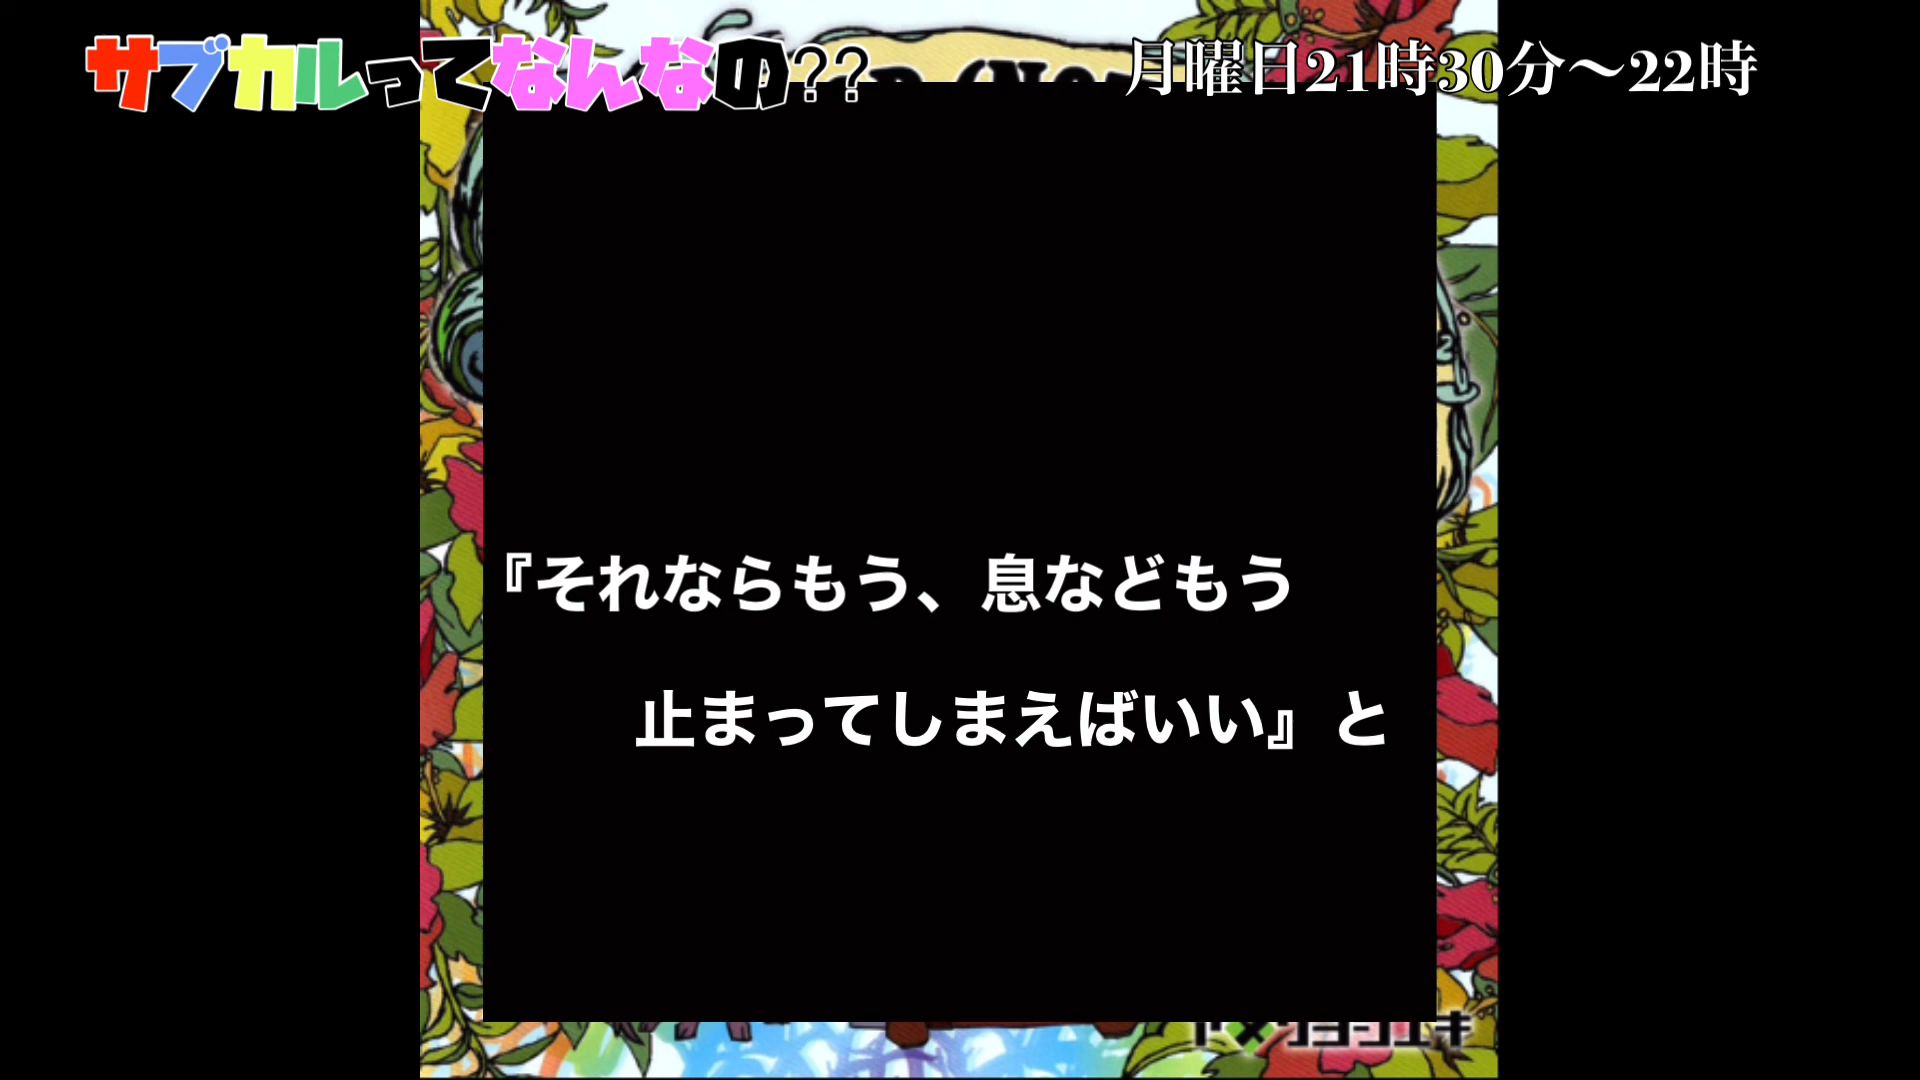 サブカルってなんなの??
月曜日21時30分〜22時
『それならもう、息などもう
止まってしまえばいい』と